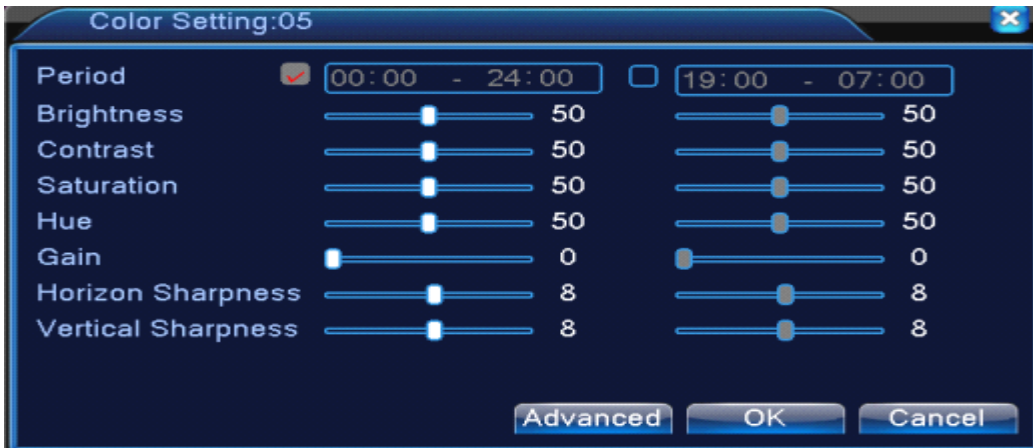 Color Setting:05
Period 00:00 - 24:00 19:00 - 07:00
Brightness 50 50
Contrast 50 50
Saturation 50 50
Hue 50 50
Gain 0 0
Horizon Sharpness 8 8
Vertical Sharpness 8 8
Advanced OK Cancel